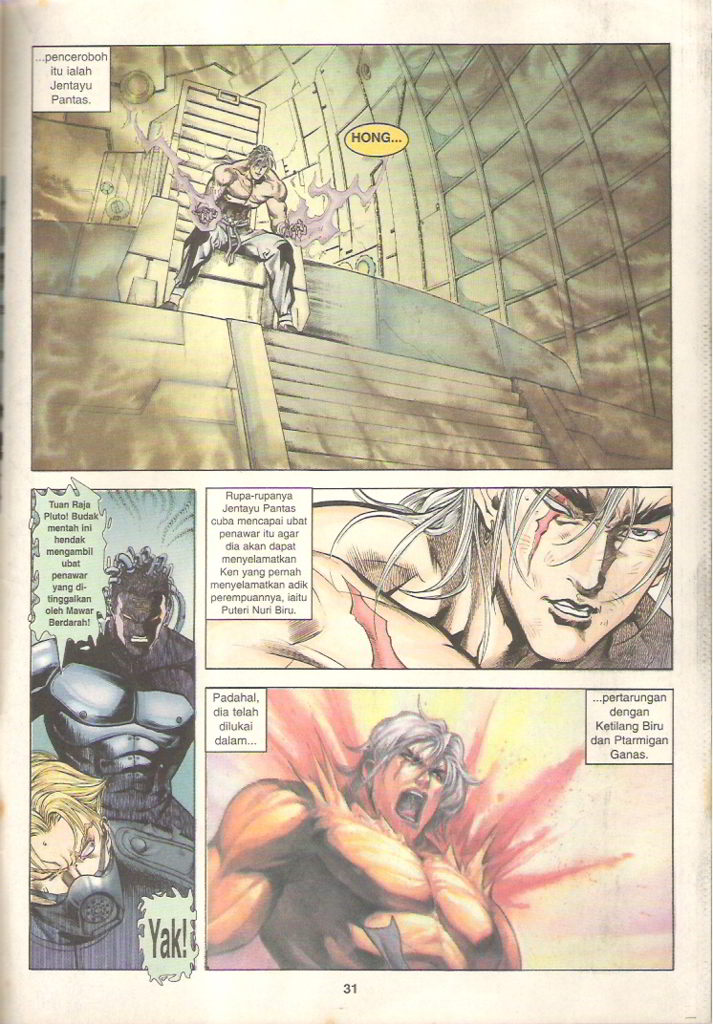 ...penceroboh
itu ialah
Jentayu
Pantas.
HONG...
Tuan Raja
Pluto! Budak
mentah ini
hendak
mengambil
ubat
penawar
yang di-
tinggalkan
oleh Mawar
Berdarah!
Yak!
Rupa-rupanya
Jentayu Pantas
cuba mencapai ubat
penawar itu agar
dia akan dapat
menyelamatkan
Ken yang pernah
menyelamatkan adik
perempuannya, iaitu
Puteri Nuri Biru.
Padahal,
dia telah
dilukai
dalam...
...pertarungan
dengan
Ketilang Biru
dan Ptarmigan
Ganas.
31